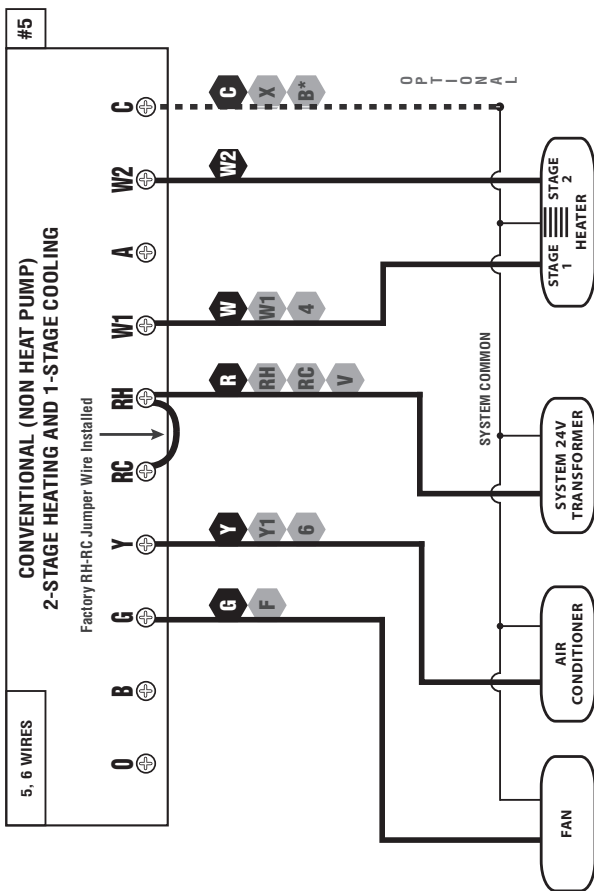 5, 6 WIRES
#5
CONVENTIONAL (NON HEAT PUMP)
2-STAGE HEATING AND 1-STAGE COOLING
Factory RH-RC Jumper Wire Installed
O B G Y RC RH W1 A W2 C
G Y R W W2 C
F Y1 RH W1 X
6 RC 4 B*
V
OPTIONAL
SYSTEM COMMON
FAN
AIR
CONDITIONER
SYSTEM 24V
TRANSFORMER
STAGE
1
STAGE
2
HEATER